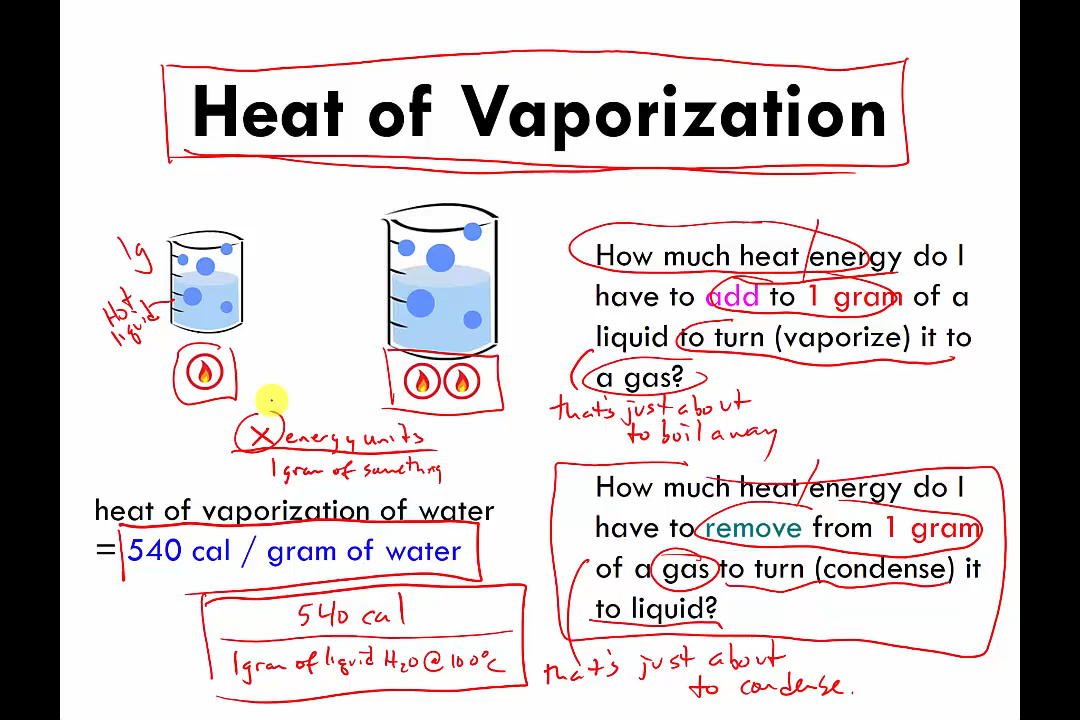 Heat of Vaporization
1g
Hot
liquid
X energy units
1 gram of something
heat of vaporization of water
= 540 cal / gram of water
540 cal
1 gram of liquid H2O @ 100°C
How much heat/energy do I
have to add to 1 gram of a
liquid to turn (vaporize) it to
a gas?
that's just about
to boil away
How much heat/energy do I
have to remove from 1 gram
of a gas to turn (condense) it
to liquid?
that's just about
to condense.